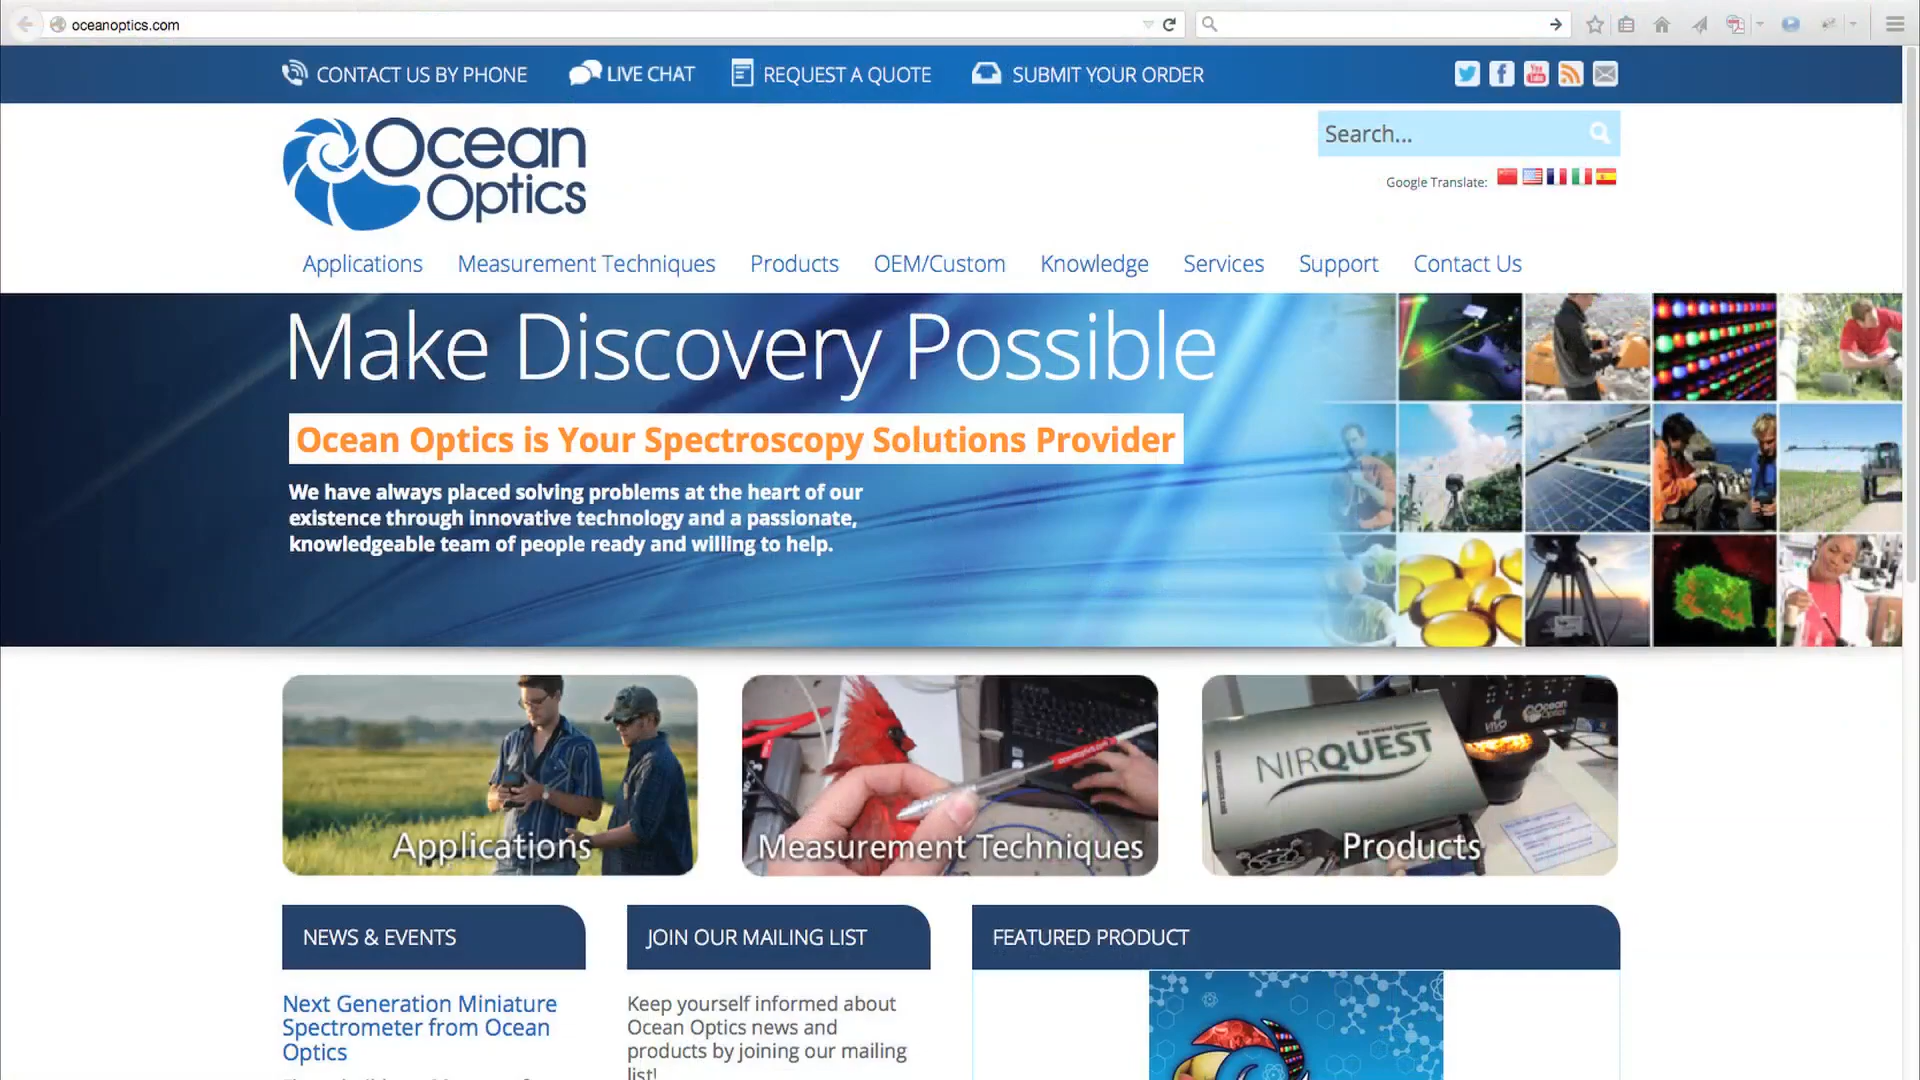 oceanoptics.com
CONTACT US BY PHONE
LIVE CHAT
REQUEST A QUOTE
SUBMIT YOUR ORDER
Ocean
Optics
Search...
Google Translate:
Applications
Measurement Techniques
Products
OEM/Custom
Knowledge
Services
Support
Contact Us
Make Discovery Possible
Ocean Optics is Your Spectroscopy Solutions Provider
We have always placed solving problems at the heart of our
existence through innovative technology and a passionate,
knowledgeable team of people ready and willing to help.
Applications
Measurement Techniques
NIRQUEST
VIVO
Ocean
Optics
Products
NEWS & EVENTS
JOIN OUR MAILING LIST
FEATURED PRODUCT
Next Generation Miniature
Spectrometer from Ocean
Optics
Keep yourself informed about
Ocean Optics news and
products by joining our mailing
list!